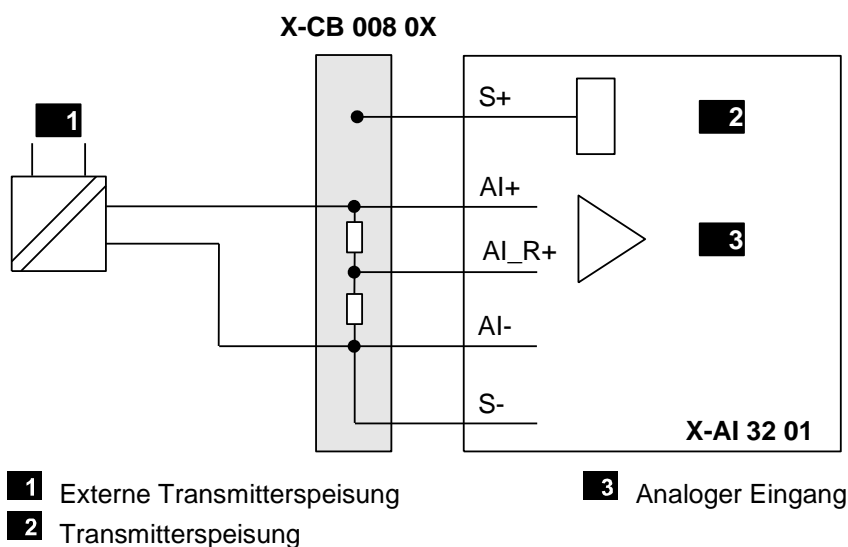 X-CB 008 0X
S+
1
2
AI+
AI_R+
3
AI-
S-
X-AI 32 01
1 Externe Transmitterspeisung
3 Analoger Eingang
2 Transmitterspeisung